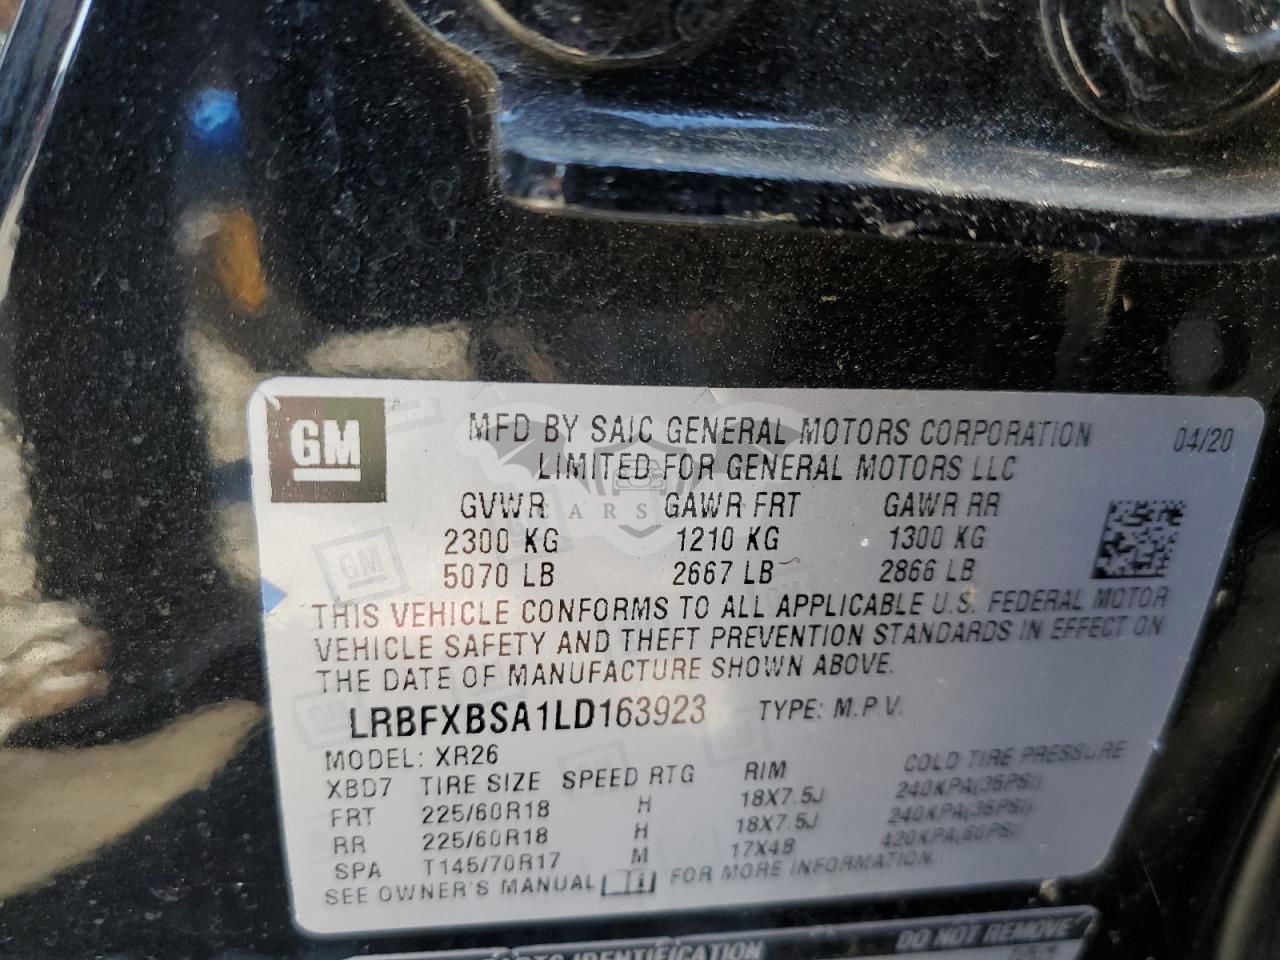 GM
MFD BY SAIC GENERAL MOTORS CORPORATION 04/20
LIMITED FOR GENERAL MOTORS LLC
GVWR GAWR FRT GAWR RR
CARS
2300 KG 1210 KG 1300 KG
5070 LB 2667 LB 2866 LB
THIS VEHICLE CONFORMS TO ALL APPLICABLE U.S. FEDERAL MOTOR
VEHICLE SAFETY AND THEFT PREVENTION STANDARDS IN EFFECT ON
THE DATE OF MANUFACTURE SHOWN ABOVE.
LRBFXBSA1LD163923 TYPE: M.P.V.
MODEL: XR26
XBD7 TIRE SIZE SPEED RTG RIM COLD TIRE PRESSURE
FRT 225/60R18 H 18X7.5J 240KPA(35PSI)
RR 225/60R18 H 18X7.5J 240KPA(35PSI)
SPA T145/70R17 M 17X4B 420KPA(60PSI)
SEE OWNER'S MANUAL FOR MORE INFORMATION.
IDENTIFICATION DO NOT REMOVE